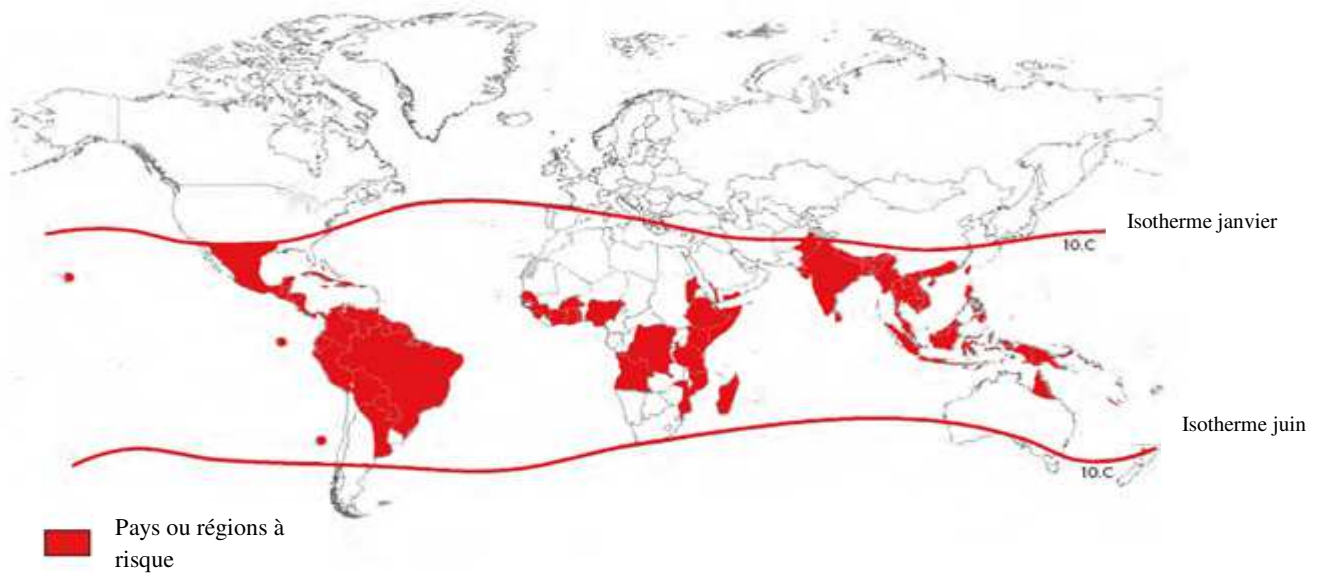 Isotherme janvier
10.C
Isotherme juin
10.C
Pays ou régions à
risque